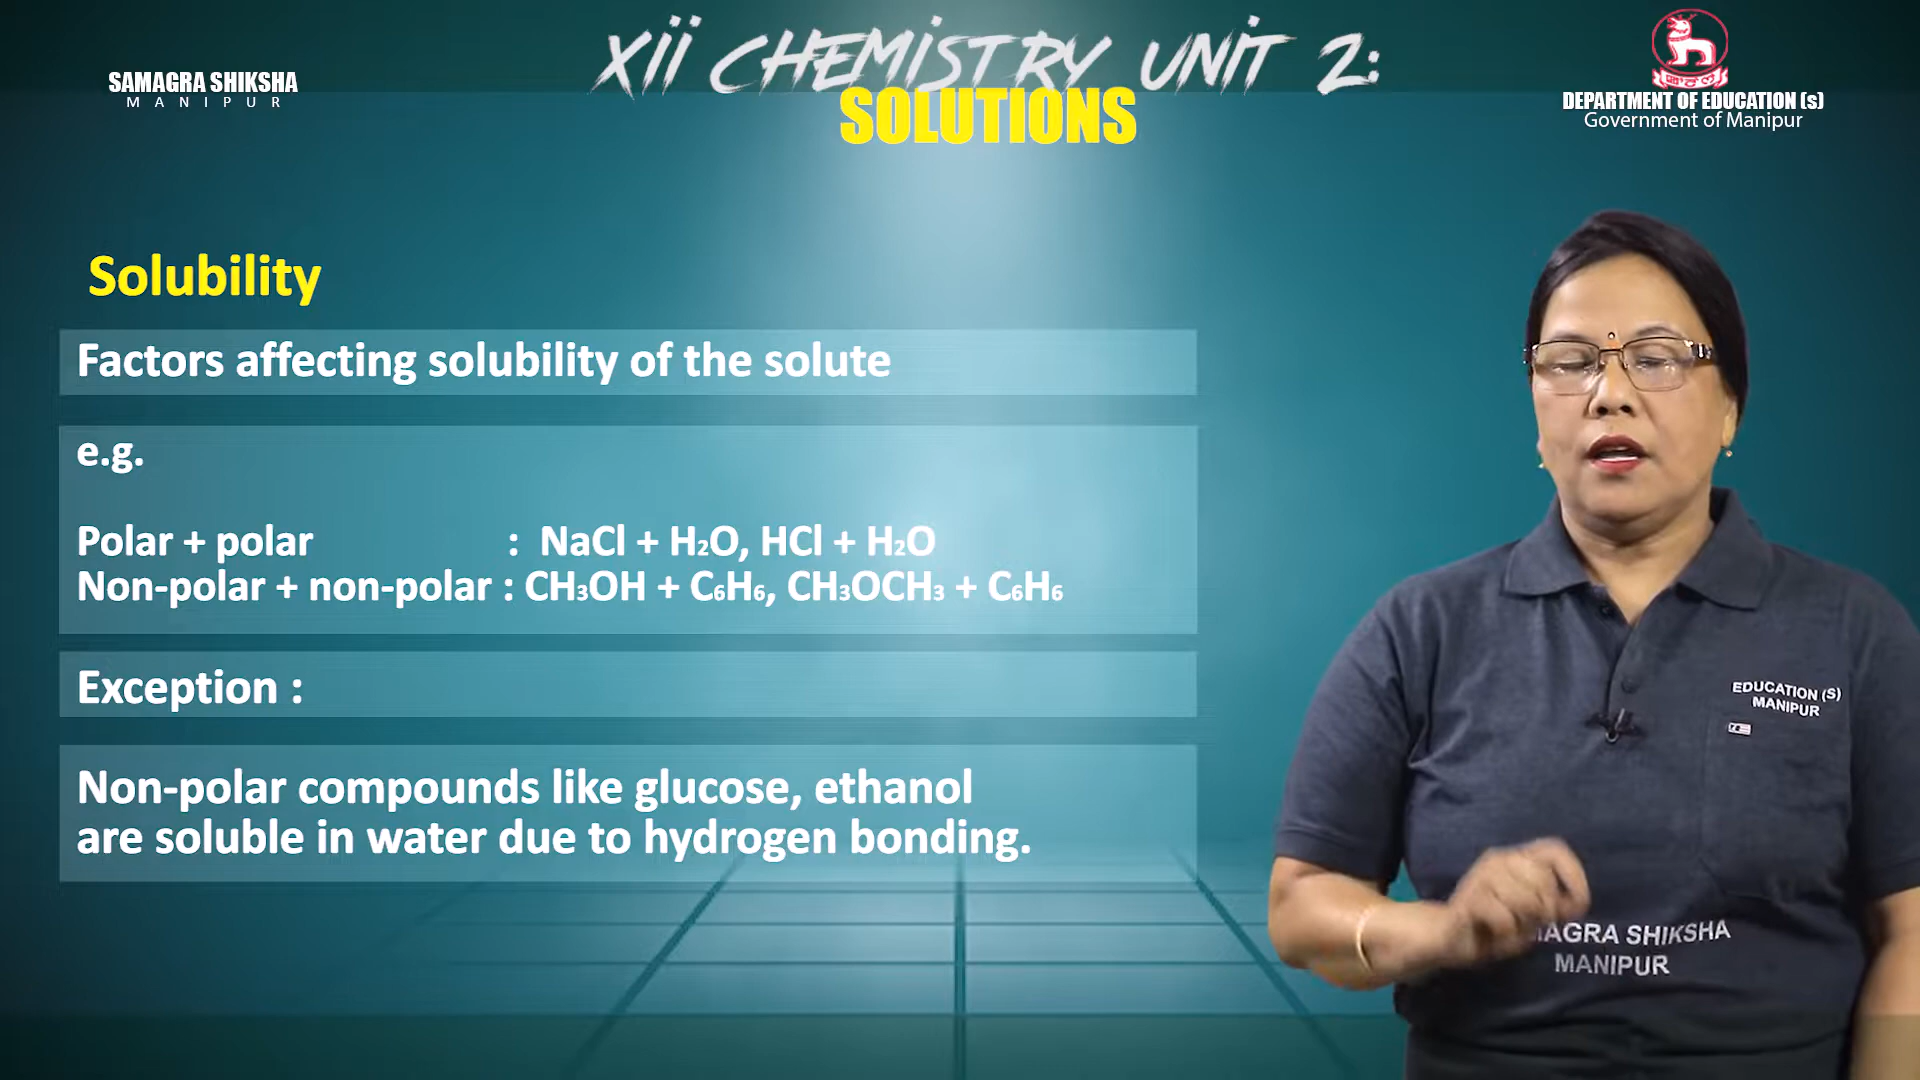 XII CHEMISTRY UNIT 2:
SOLUTIONS
SAMAGRA SHIKSHA
MANIPUR
DEPARTMENT OF EDUCATION (s)
Government of Manipur
Solubility
Factors affecting solubility of the solute
e.g.
Polar + polar : NaCl + H₂O, HCl + H₂O
Non-polar + non-polar : CH₃OH + C₆H₆, CH₃OCH₃ + C₆H₆
Exception :
Non-polar compounds like glucose, ethanol
are soluble in water due to hydrogen bonding.
EDUCATION (S)
MANIPUR
AGRA SHIKSHA
MANIPUR